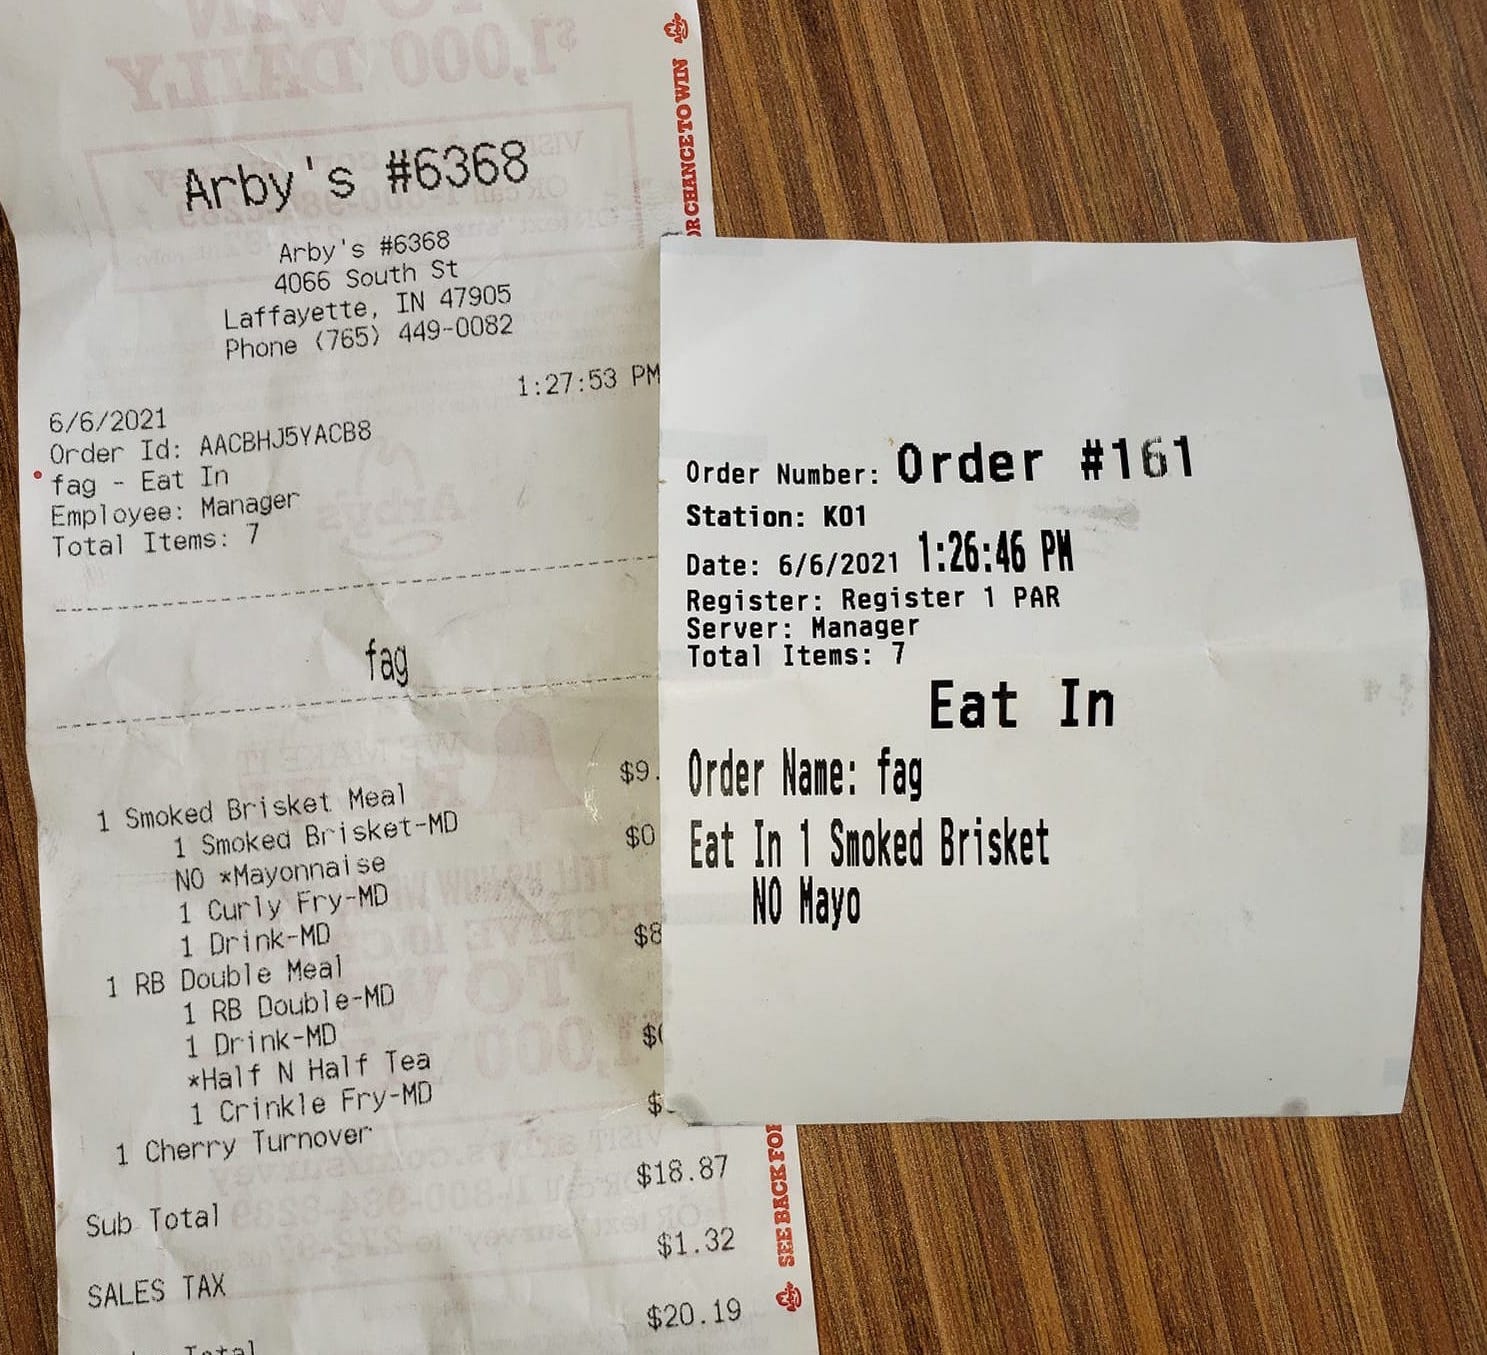 Arby's #6368
Arby's #6368
4066 South St
Laffayette, IN 47905
Phone (765) 449-0082
1:27:53 PM
6/6/2021
Order Id: AACBHJ5YACB8
fag - Eat In
Employee: Manager
Total Items: 7
fag
1 Smoked Brisket Meal $9.
1 Smoked Brisket-MD
NO *Mayonnaise $0
1 Curly Fry-MD
1 Drink-MD
1 RB Double Meal $8
1 RB Double-MD
1 Drink-MD
*Half N Half Tea
1 Crinkle Fry-MD
1 Cherry Turnover
Sub Total $18.87
SALES TAX $1.32
$20.19
OR CHANCE TO WIN
SEE BACK FOR
Order Number: Order #161
Station: K01
Date: 6/6/2021 1:26:46 PM
Register: Register 1 PAR
Server: Manager
Total Items: 7
Eat In
Order Name: fag
Eat In 1 Smoked Brisket
NO Mayo